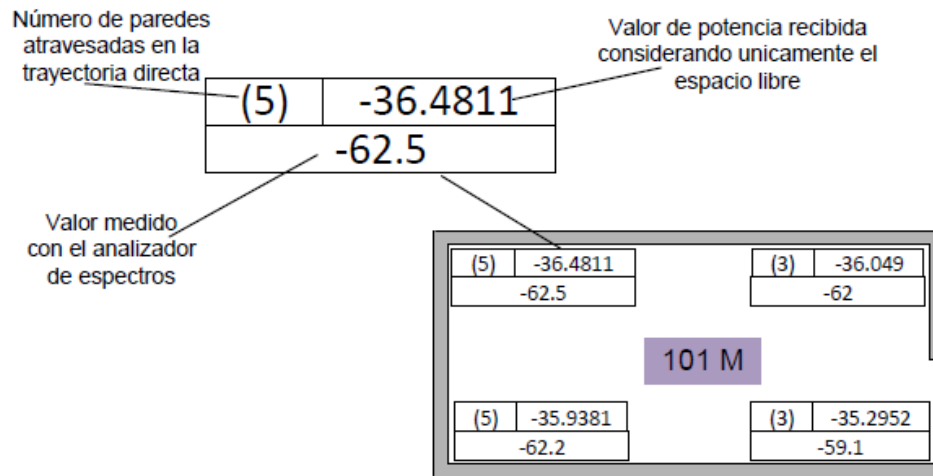 Número de paredes
atravesadas en la
trayectoria directa
Valor de potencia recibida
considerando unicamente el
espacio libre
(5) -36.4811
-62.5
Valor medido
con el analizador
de espectros
(5) -36.4811
-62.5
(3) -36.049
-62
101 M
(5) -35.9381
-62.2
(3) -35.2952
-59.1